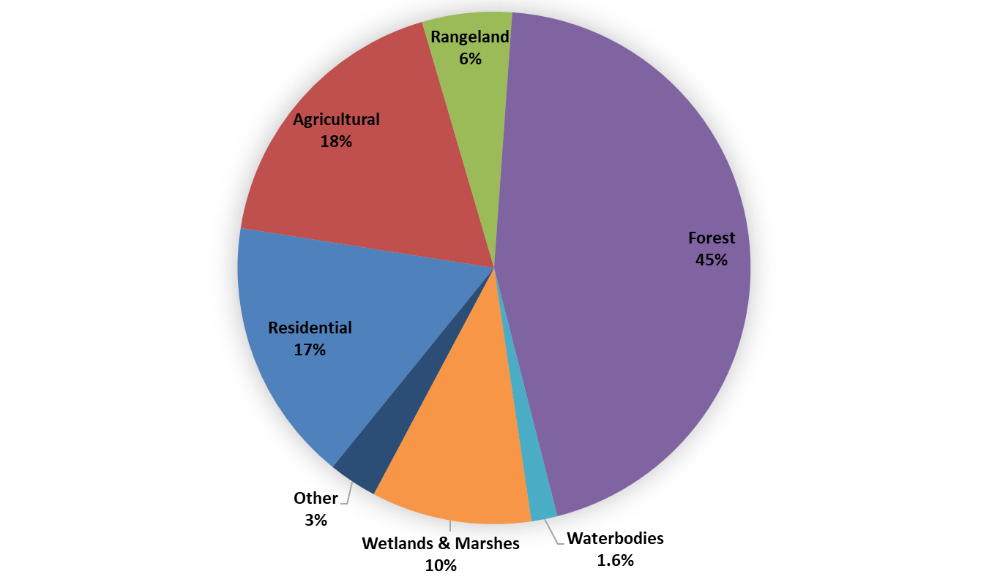 Rangeland
6%
Agricultural
18%
Forest
45%
Residential
17%
Other
3%
Wetlands & Marshes
10%
Waterbodies
1.6%